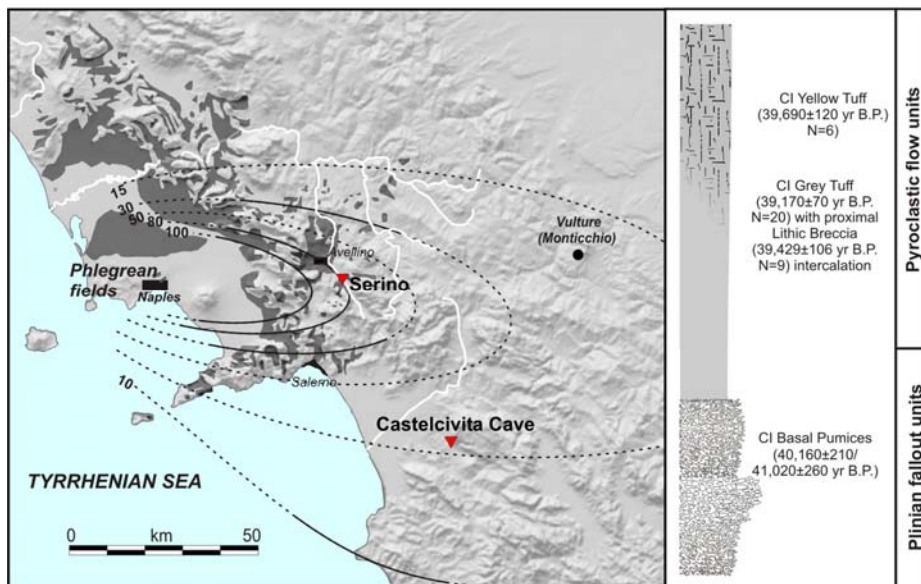 15
30
50
80
100
Vulture
(Monticchio)
Avellino
Phlegrean
fields
Serino
Naples
Salerno
10
Castelcivita Cave
TYRRHENIAN SEA
0
50
km
CI Yellow Tuff
(39,690±120 yr B.P.)
N=6)
CI Grey Tuff
(39,170±70 yr B.P.
N=20) with proximal
Lithic Breccia
(39,429±106 yr B.P.
N=9) intercalation
CI Basal Pumices
(40,160±210/
41,020±260 yr B.P.)
Pyroclastic flow units
Plinian fallout units